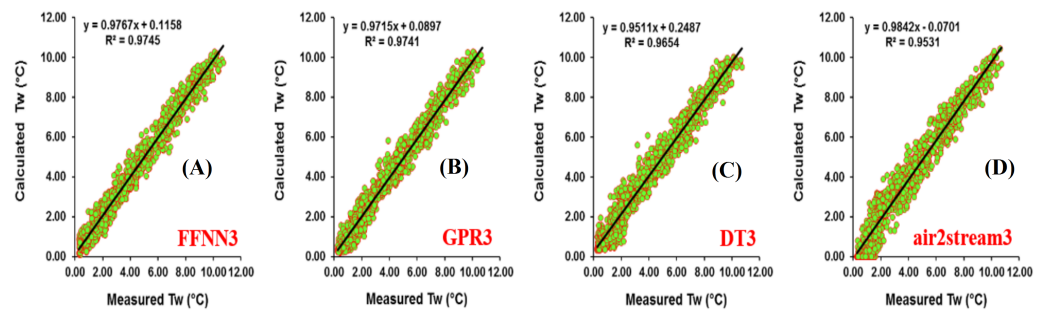 y = 0.9767x + 0.1158
R² = 0.9745
12.00
10.00
8.00
6.00
4.00
2.00
0.00
Calculated Tw (°C)
(A)
FFNN3
0.00 2.00 4.00 6.00 8.00 10.00 12.00
Measured Tw (°C)
y = 0.9715x + 0.0897
R² = 0.9741
12.00
10.00
8.00
6.00
4.00
2.00
0.00
Calculated Tw (°C)
(B)
GPR3
0.00 2.00 4.00 6.00 8.00 10.00 12.00
Measured Tw (°C)
y = 0.9511x + 0.2487
R² = 0.9654
12.00
10.00
8.00
6.00
4.00
2.00
0.00
Calculated Tw (°C)
(C)
DT3
0.00 2.00 4.00 6.00 8.00 10.00 12.00
Measured Tw (°C)
y = 0.9842x - 0.0701
R² = 0.9531
12.00
10.00
8.00
6.00
4.00
2.00
0.00
Calculated Tw (°C)
(D)
air2stream3
0.00 2.00 4.00 6.00 8.00 10.00 12.00
Measured Tw (°C)